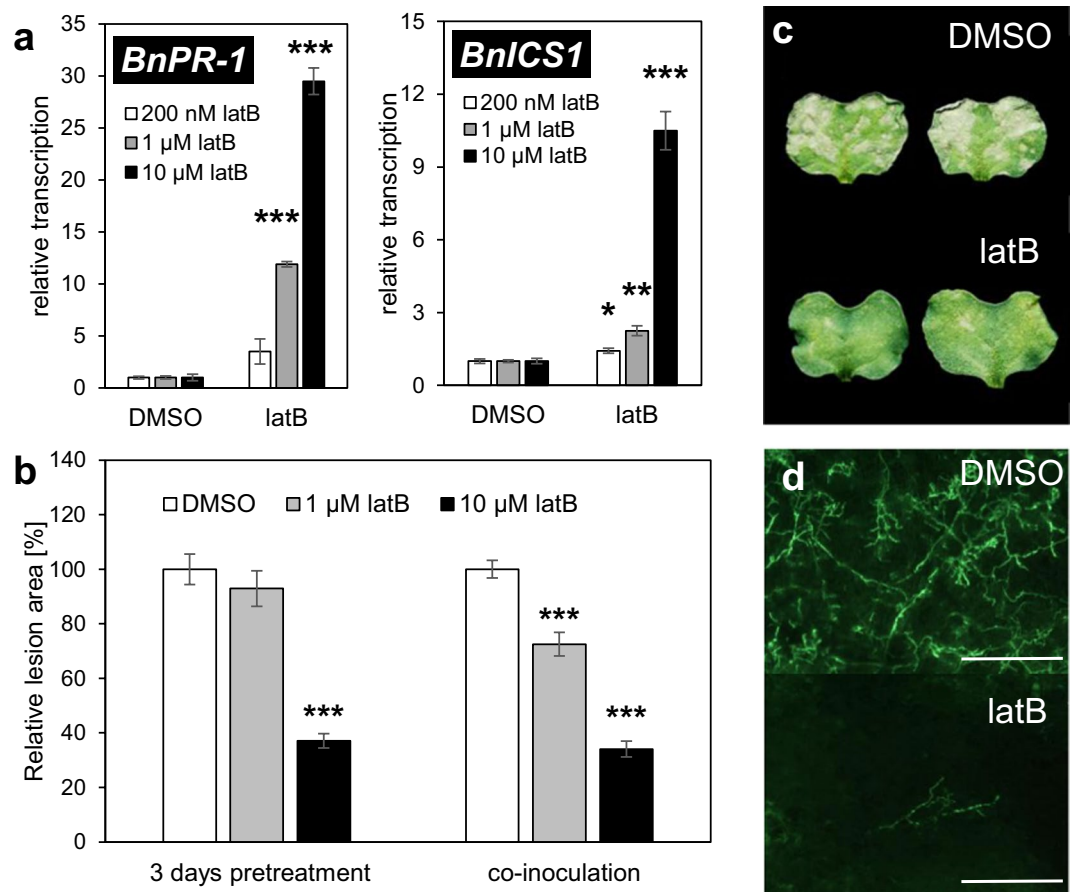 a
35
30
25
20
15
10
5
0
relative transcription
BnPR-1
200 nM latB
1 µM latB
10 µM latB
***
***
DMSO
latB
15
12
9
6
3
0
relative transcription
BnICS1
200 nM latB
1 µM latB
10 µM latB
*
**
***
DMSO
latB
b
140
120
100
80
60
40
20
0
Relative lesion area [%]
DMSO
1 µM latB
10 µM latB
***
***
***
3 days pretreatment
co-inoculation
c
DMSO
latB
d
DMSO
latB